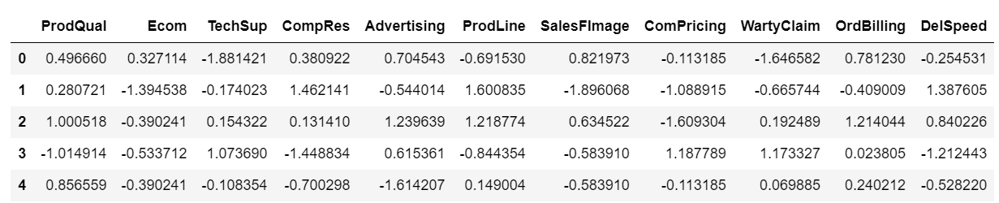 ProdQual Ecom TechSup CompRes Advertising ProdLine SalesFImage ComPricing WartyClaim OrdBilling DelSpeed
0 0.496660 0.327114 -1.881421 0.380922 0.704543 -0.691530 0.821973 -0.113185 -1.646582 0.781230 -0.254531
1 0.280721 -1.394538 -0.174023 1.462141 -0.544014 1.600835 -1.896068 -1.088915 -0.665744 -0.409009 1.387605
2 1.000518 -0.390241 0.154322 0.131410 1.239639 1.218774 0.634522 -1.609304 0.192489 1.214044 0.840226
3 -1.014914 -0.533712 1.073690 -1.448834 0.615361 -0.844354 -0.583910 1.187789 1.173327 0.023805 -1.212443
4 0.856559 -0.390241 -0.108354 -0.700298 -1.614207 0.149004 -0.583910 -0.113185 0.069885 0.240212 -0.528220